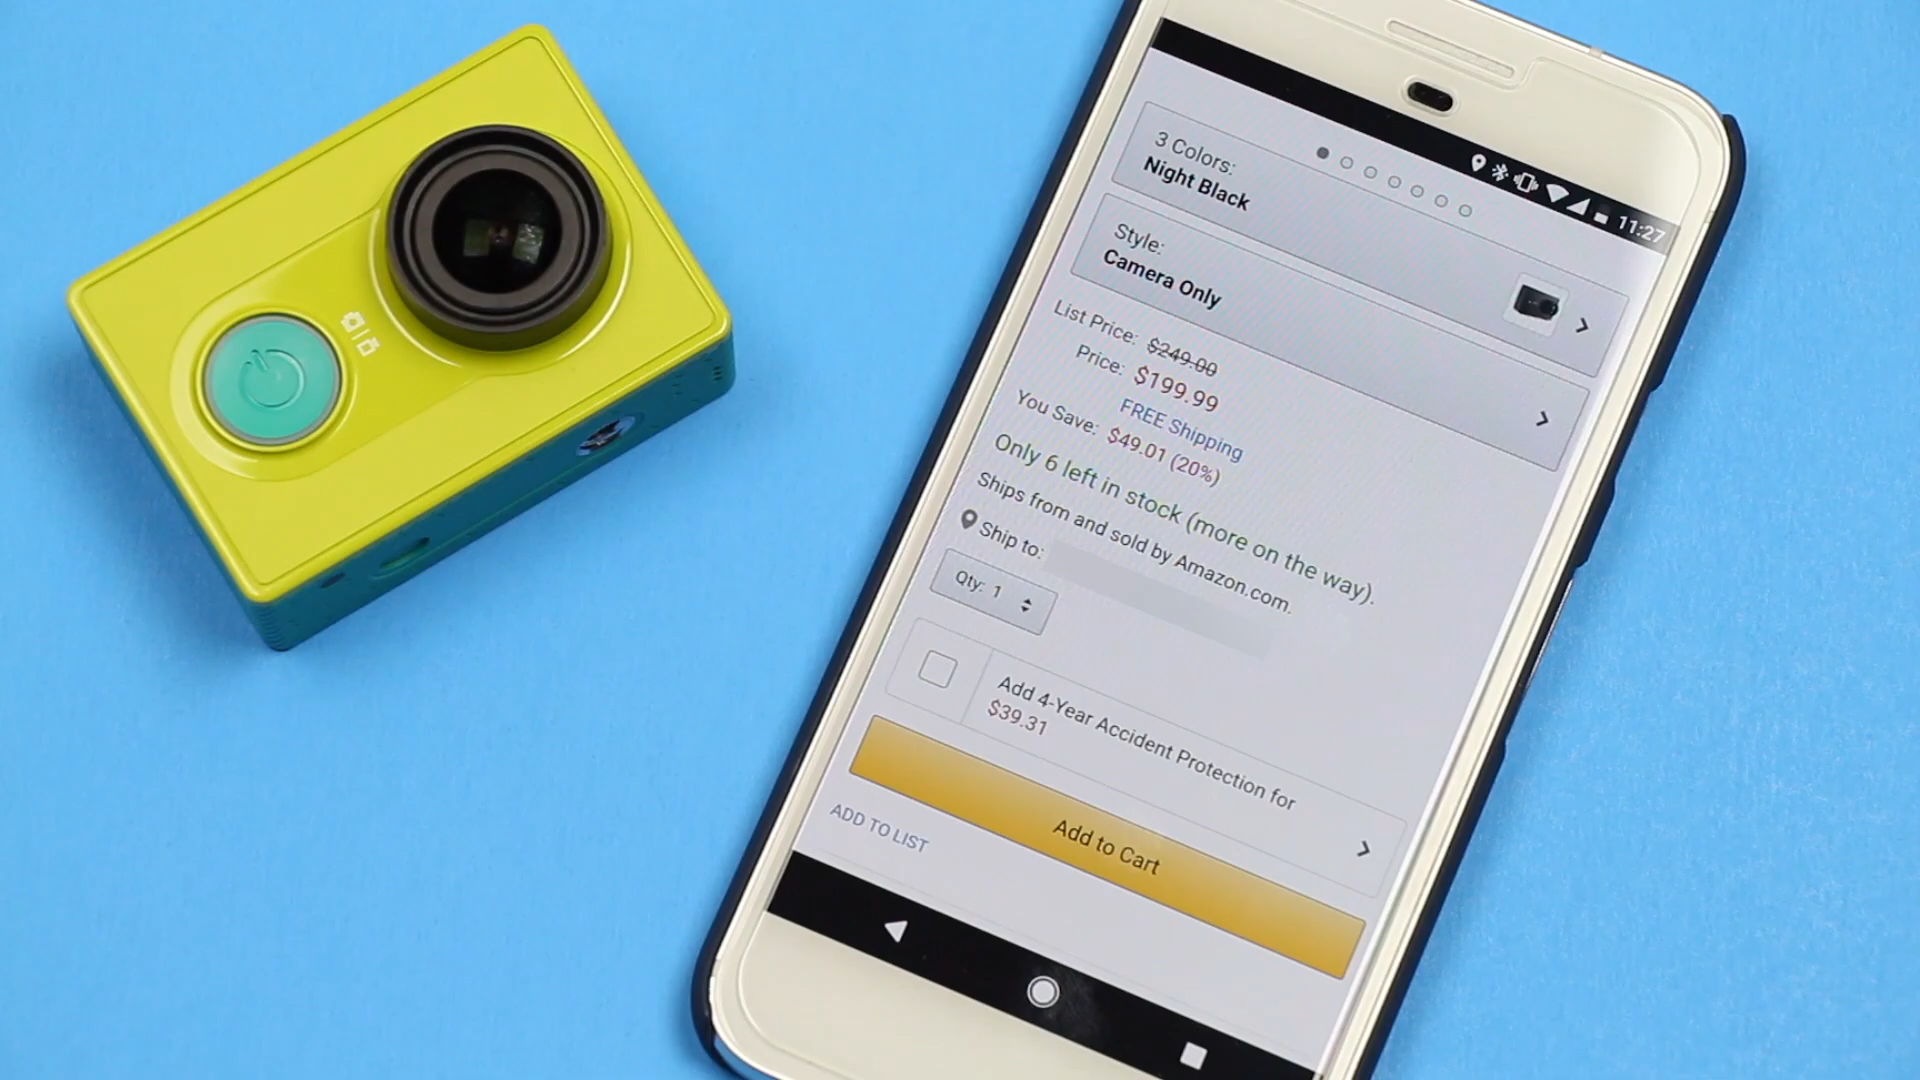 11:27
3 Colors:
Night Black
Style:
Camera Only
List Price: $249.00
Price: $199.99
FREE Shipping
You Save: $49.01 (20%)
Only 6 left in stock (more on the way).
Ships from and sold by Amazon.com.
Ship to:
Qty: 1
Add 4-Year Accident Protection for
$39.31
Add to Cart
ADD TO LIST